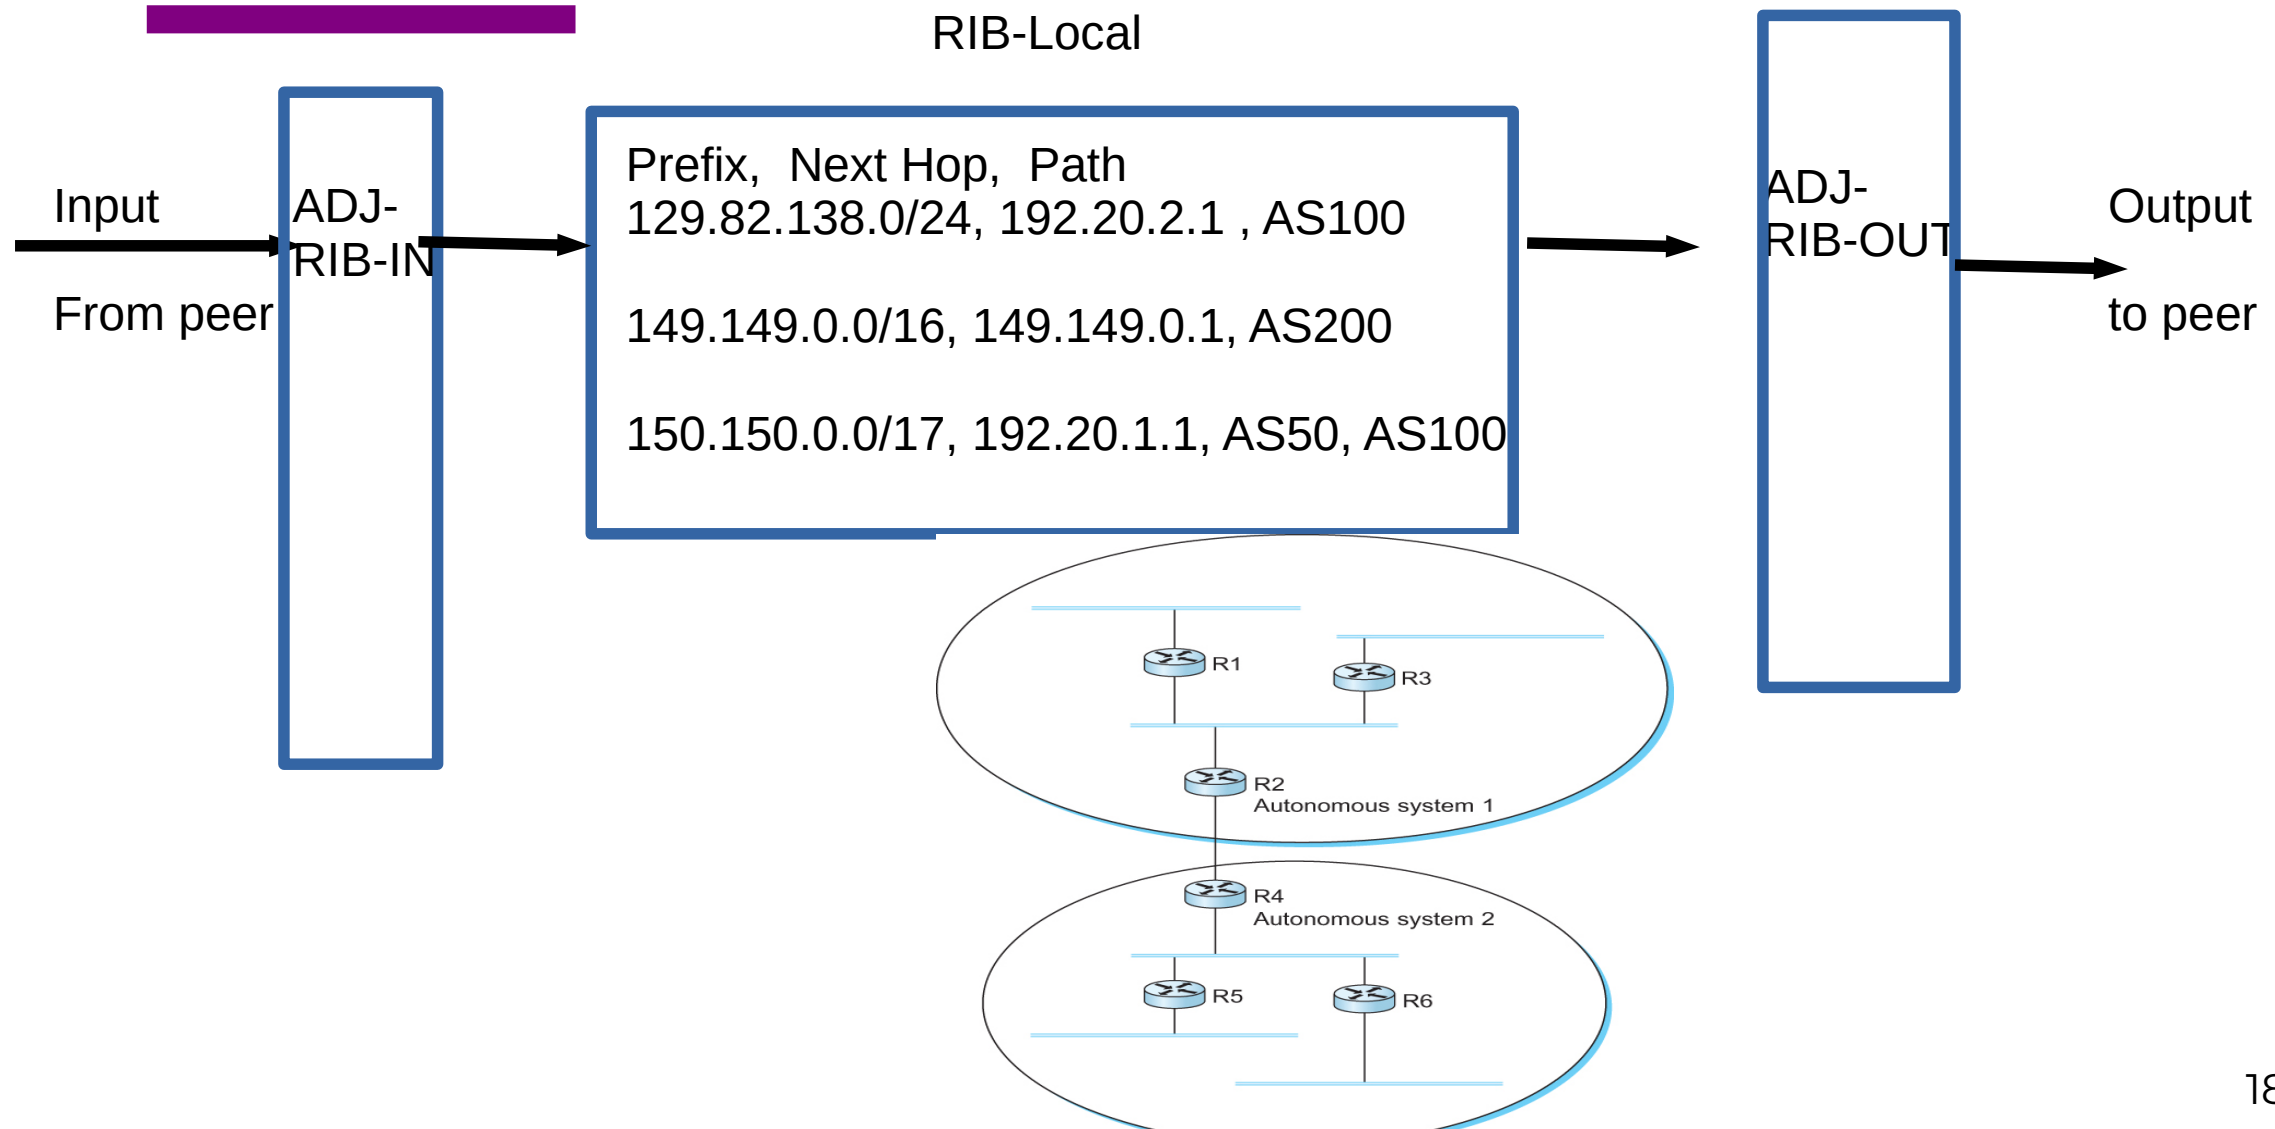 RIB-Local
Input
From peer
ADJ-
RIB-IN
Prefix, Next Hop, Path
129.82.138.0/24, 192.20.2.1 , AS100
149.149.0.0/16, 149.149.0.1, AS200
150.150.0.0/17, 192.20.1.1, AS50, AS100
ADJ-
RIB-OUT
Output
to peer
R1
R3
R2
Autonomous system 1
R4
Autonomous system 2
R5
R6
18